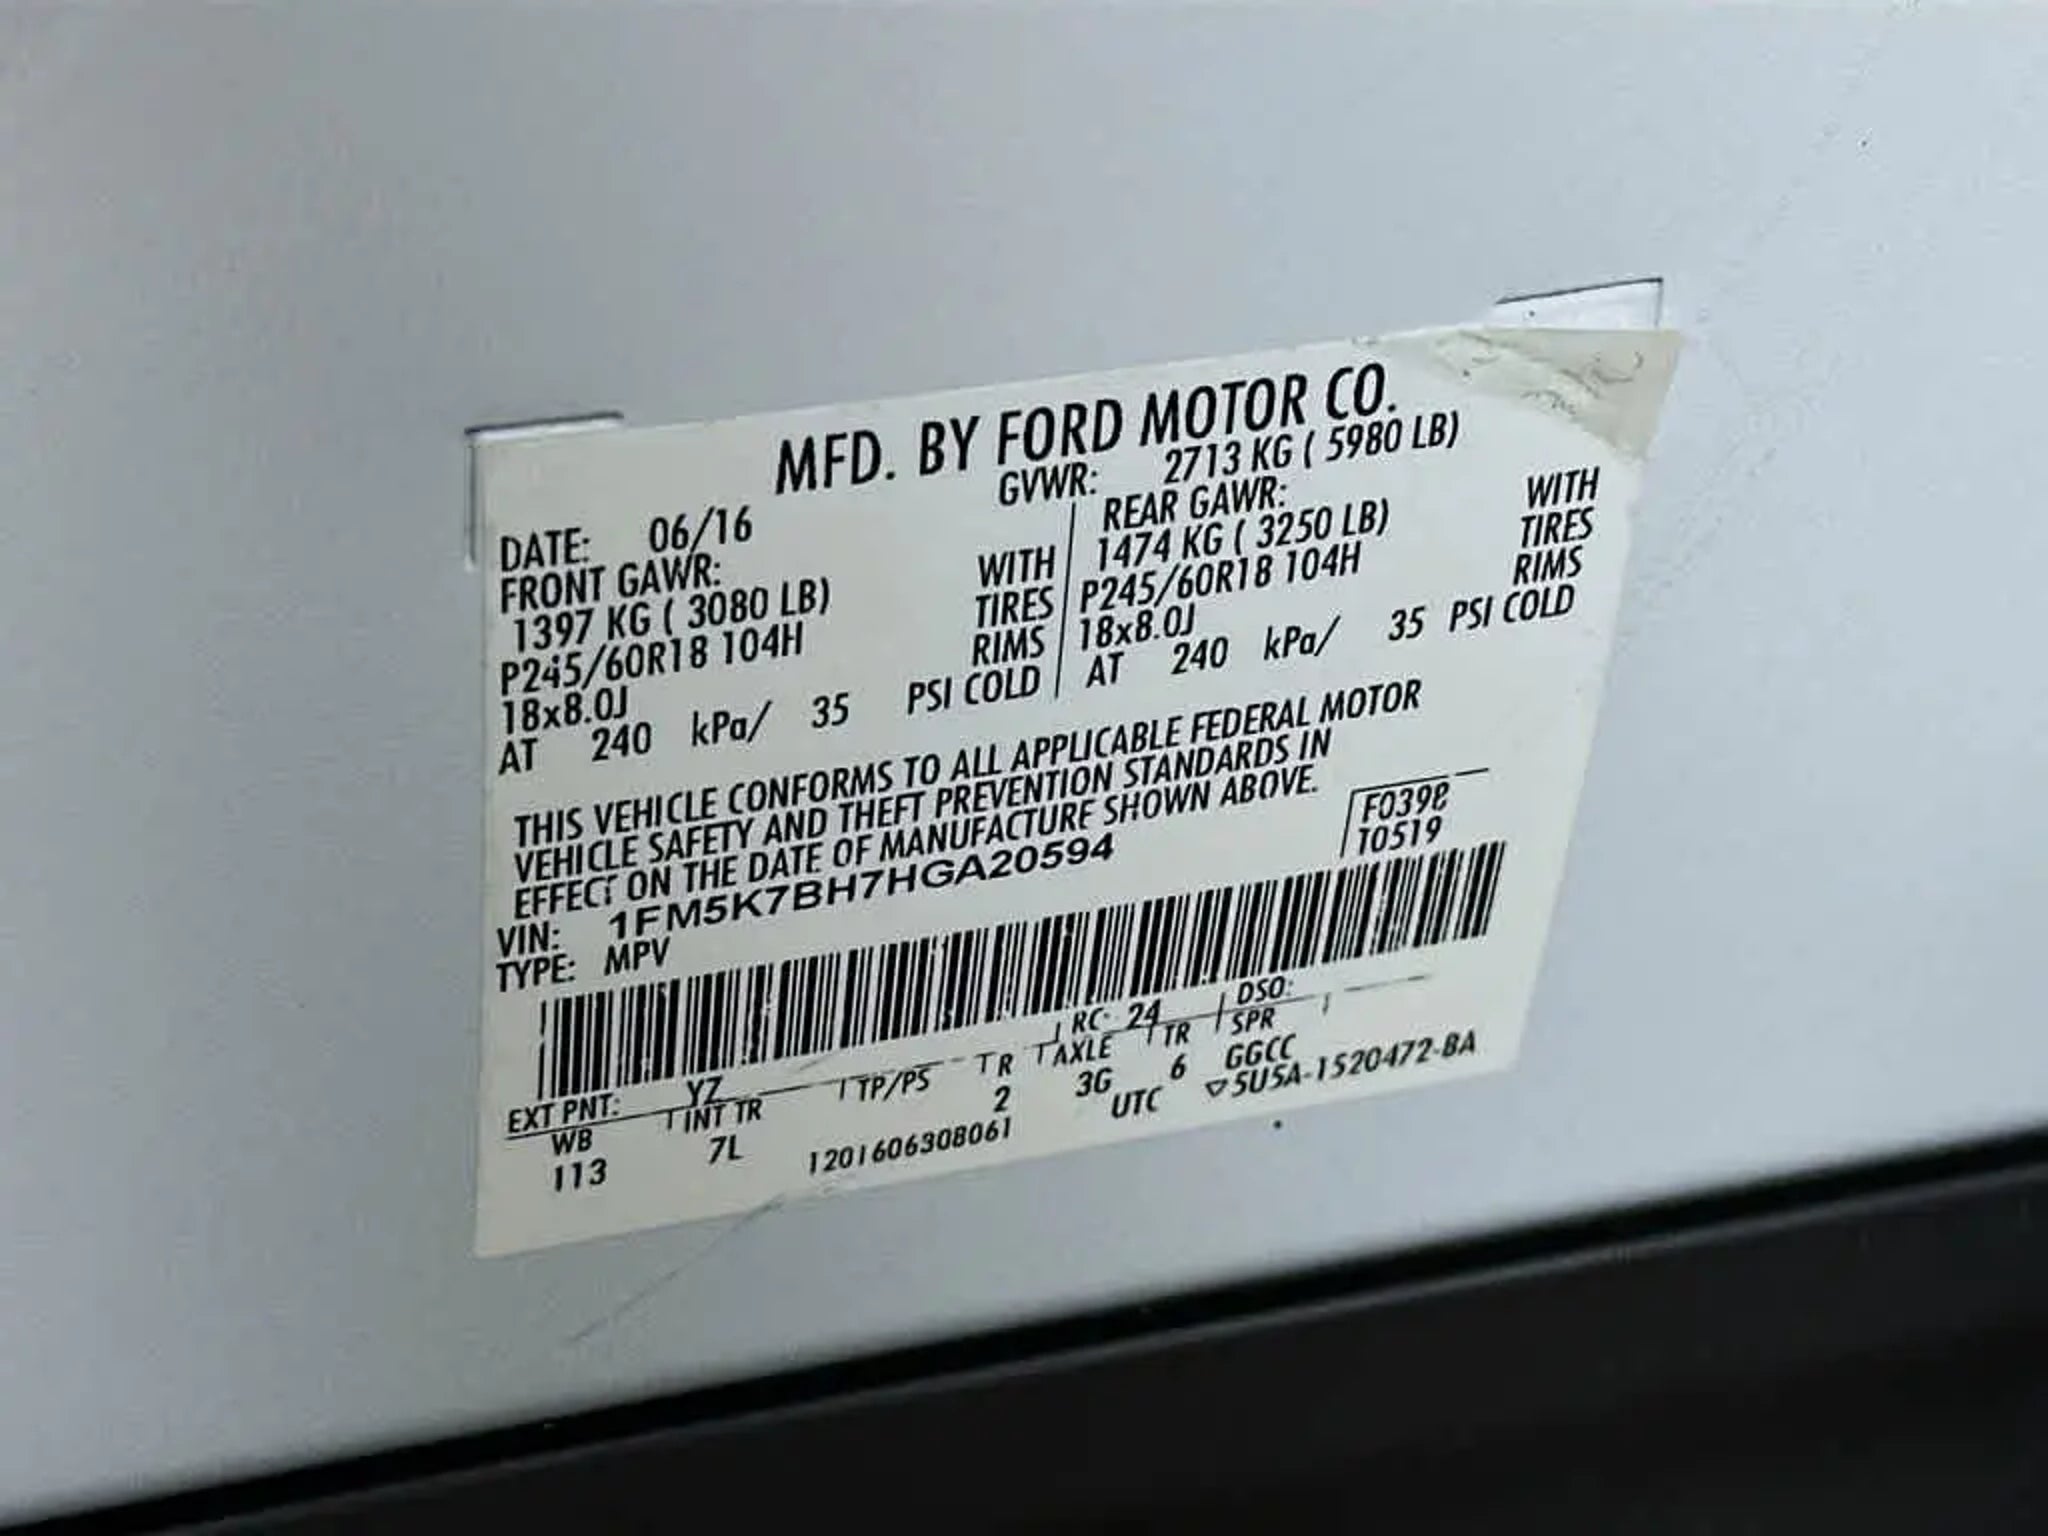 MFD. BY FORD MOTOR CO.
DATE: 06/16 GVWR: 2713 KG ( 5980 LB)
FRONT GAWR: REAR GAWR:
1397 KG ( 3080 LB) WITH 1474 KG ( 3250 LB) WITH
P245/60R18 104H TIRES P245/60R18 104H TIRES
18x8.0J RIMS 18x8.0J RIMS
AT 240 kPa/ 35 PSI COLD AT 240 kPa/ 35 PSI COLD
THIS VEHICLE CONFORMS TO ALL APPLICABLE FEDERAL MOTOR
VEHICLE SAFETY AND THEFT PREVENTION STANDARDS IN
EFFECT ON THE DATE OF MANUFACTURE SHOWN ABOVE.
F0398
T0519
VIN: 1FM5K7BH7HGA20594
TYPE: MPV
EXT PNT: YZ RC: 24 DSO:
WB INT TR TP/PS R AXLE TR SPR
113 7L 2 3G 6 GGCC
1201606308061 UTC ▽5U5A-1520472-BA